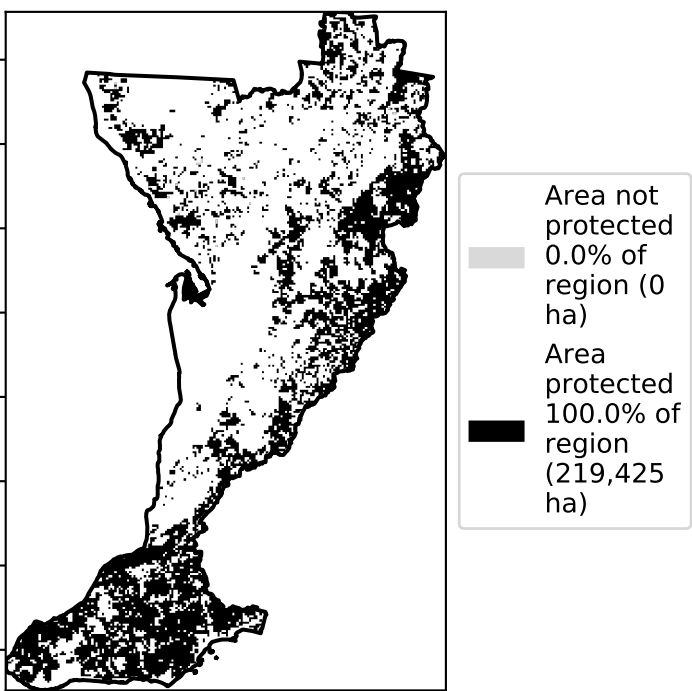 Area not
protected
0.0% of
region (0
ha)
Area
protected
100.0% of
region
(219,425
ha)